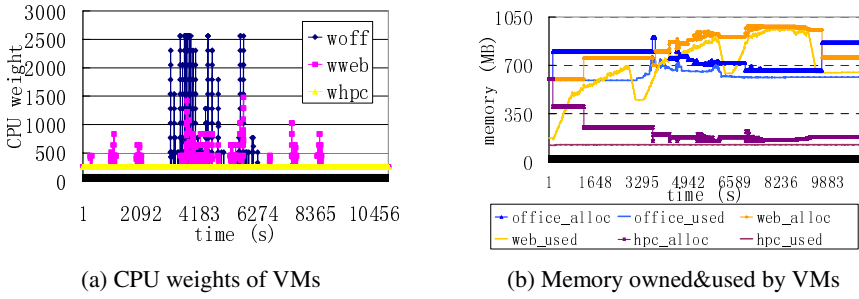 3000
2500
2000
1500
1000
500
0
CPU weight
woff
wweb
whpc
1 2092 4183 6274 8365 10456
time (s)
(a) CPU weights of VMs
1050
700
350
0
memory (MB)
1 1648 3295 4942 6589 8236 9883
time (s)
office_alloc office_used web_alloc
web_used hpc_alloc hpc_used
(b) Memory owned&used by VMs